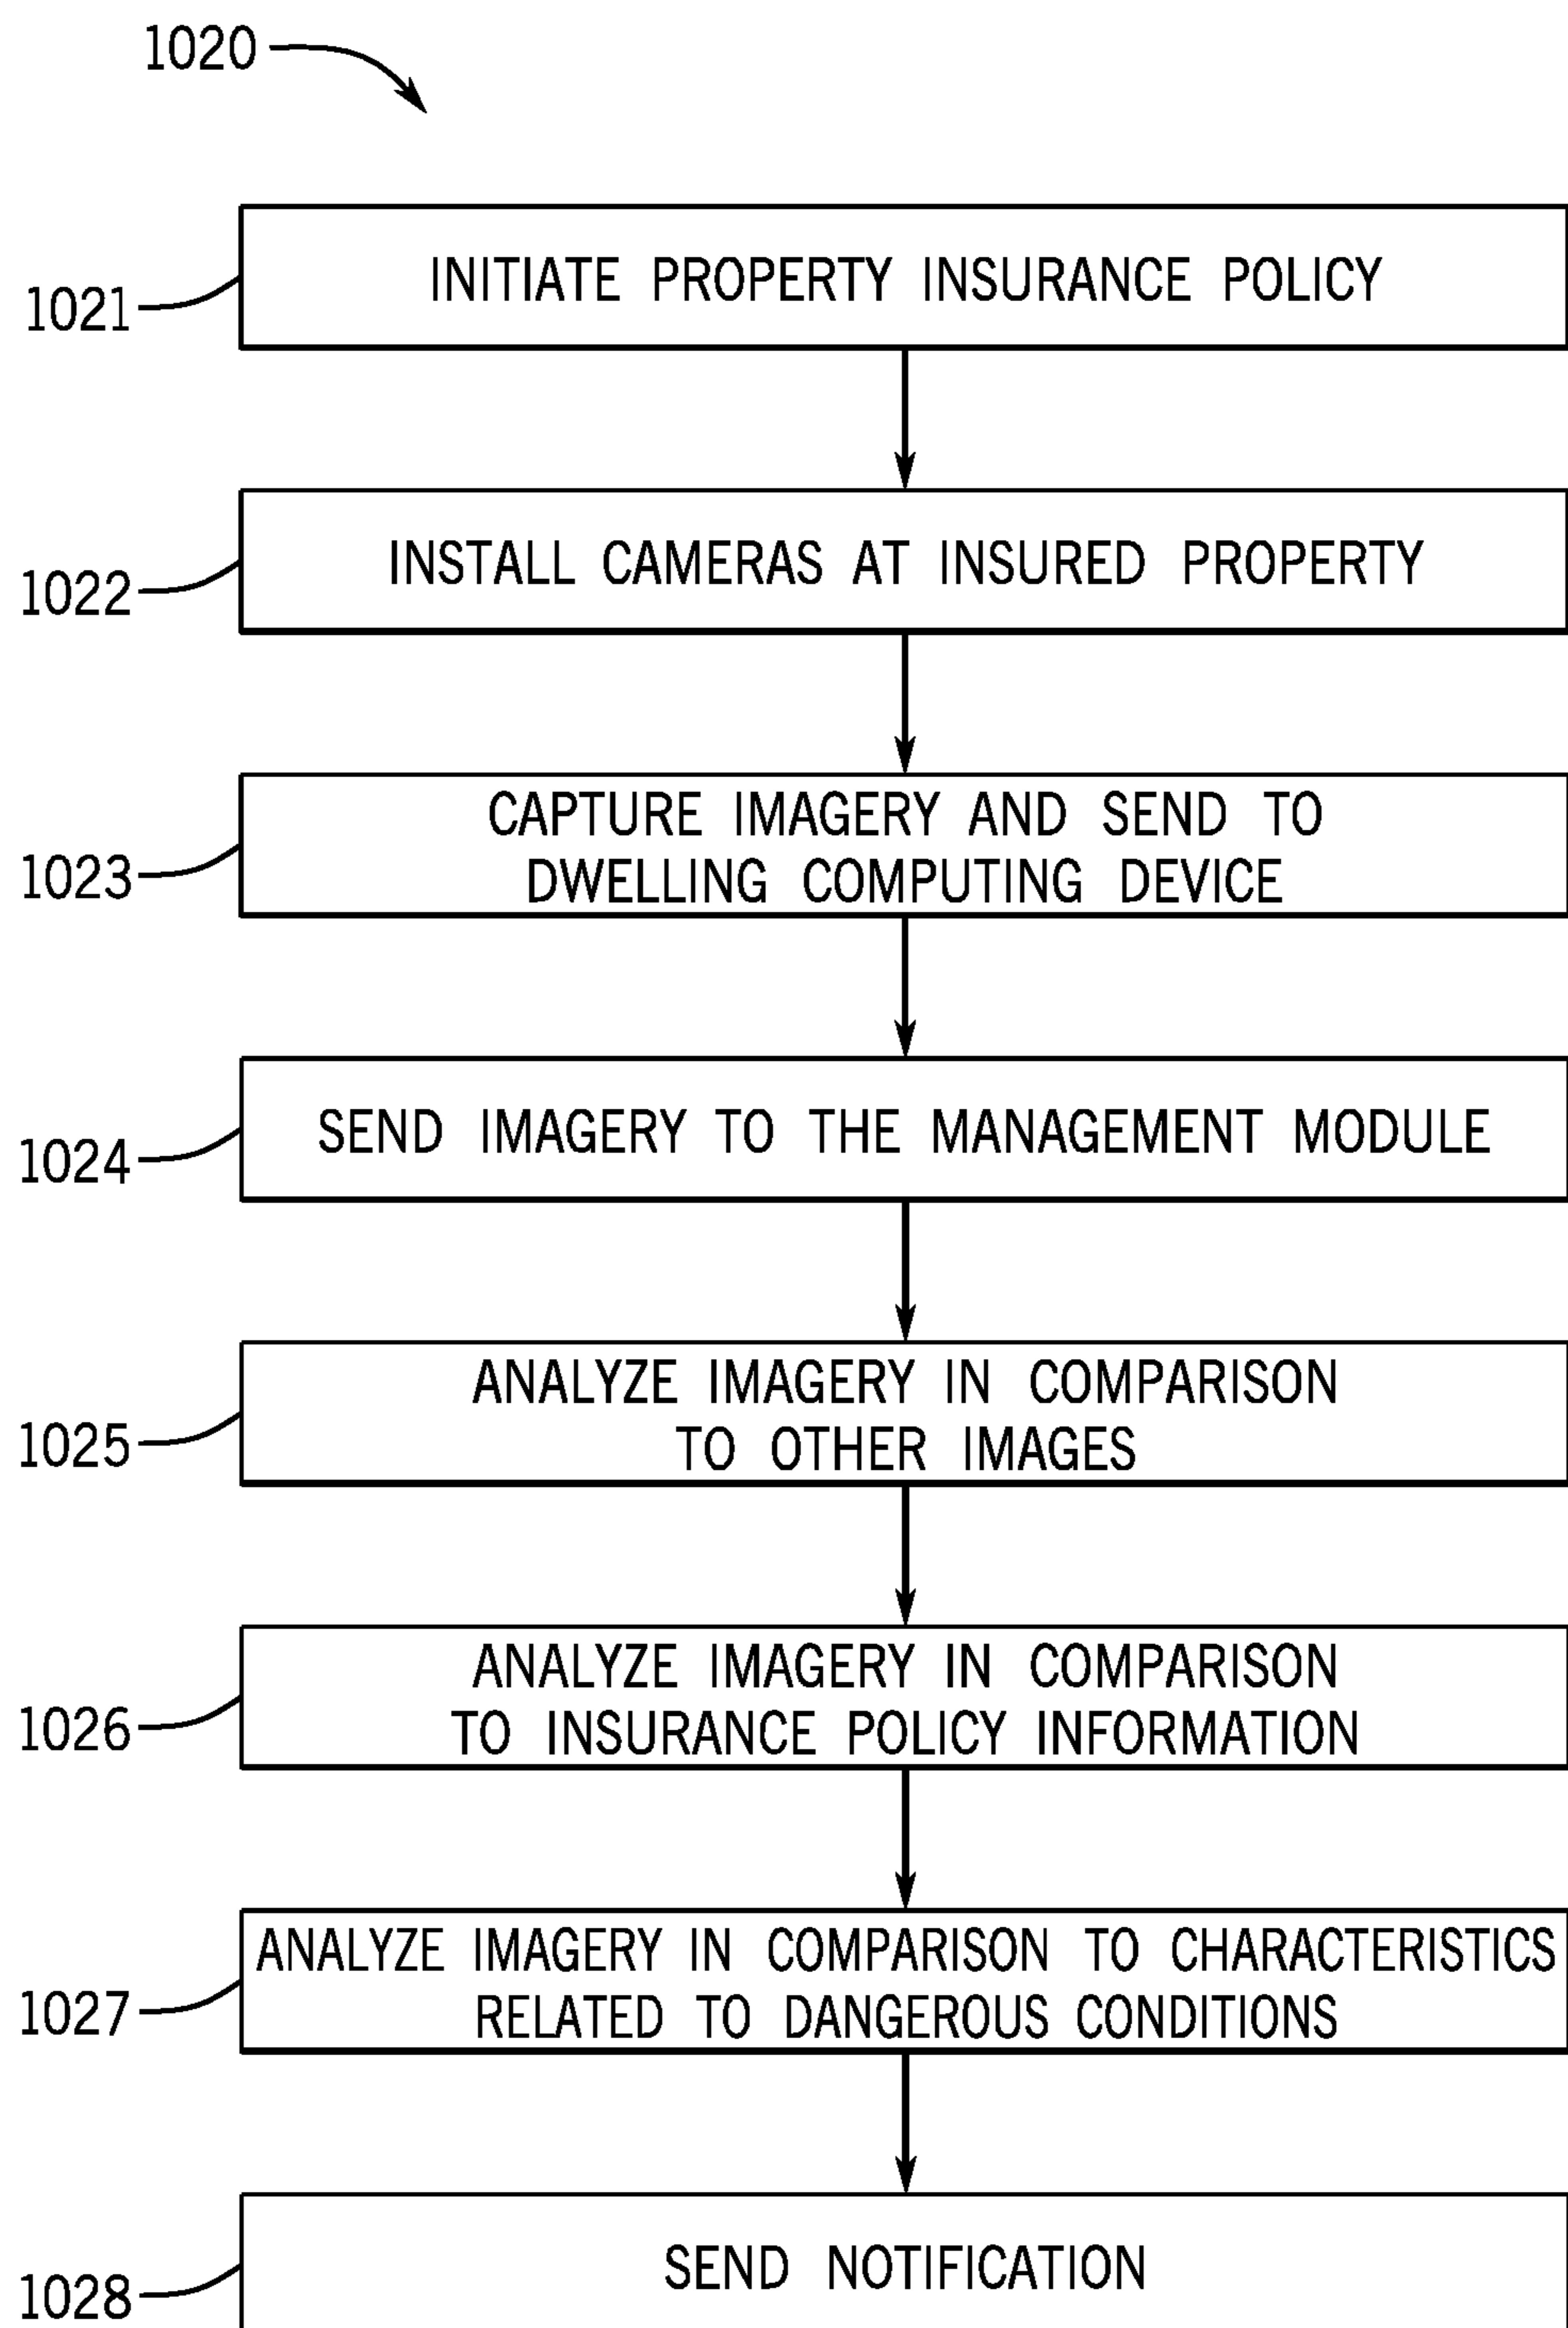 1020
1021
INITIATE PROPERTY INSURANCE POLICY
1022
INSTALL CAMERAS AT INSURED PROPERTY
1023
CAPTURE IMAGERY AND SEND TO
DWELLING COMPUTING DEVICE
1024
SEND IMAGERY TO THE MANAGEMENT MODULE
1025
ANALYZE IMAGERY IN COMPARISON
TO OTHER IMAGES
1026
ANALYZE IMAGERY IN COMPARISON
TO INSURANCE POLICY INFORMATION
1027
ANALYZE IMAGERY IN COMPARISON TO CHARACTERISTICS
RELATED TO DANGEROUS CONDITIONS
1028
SEND NOTIFICATION